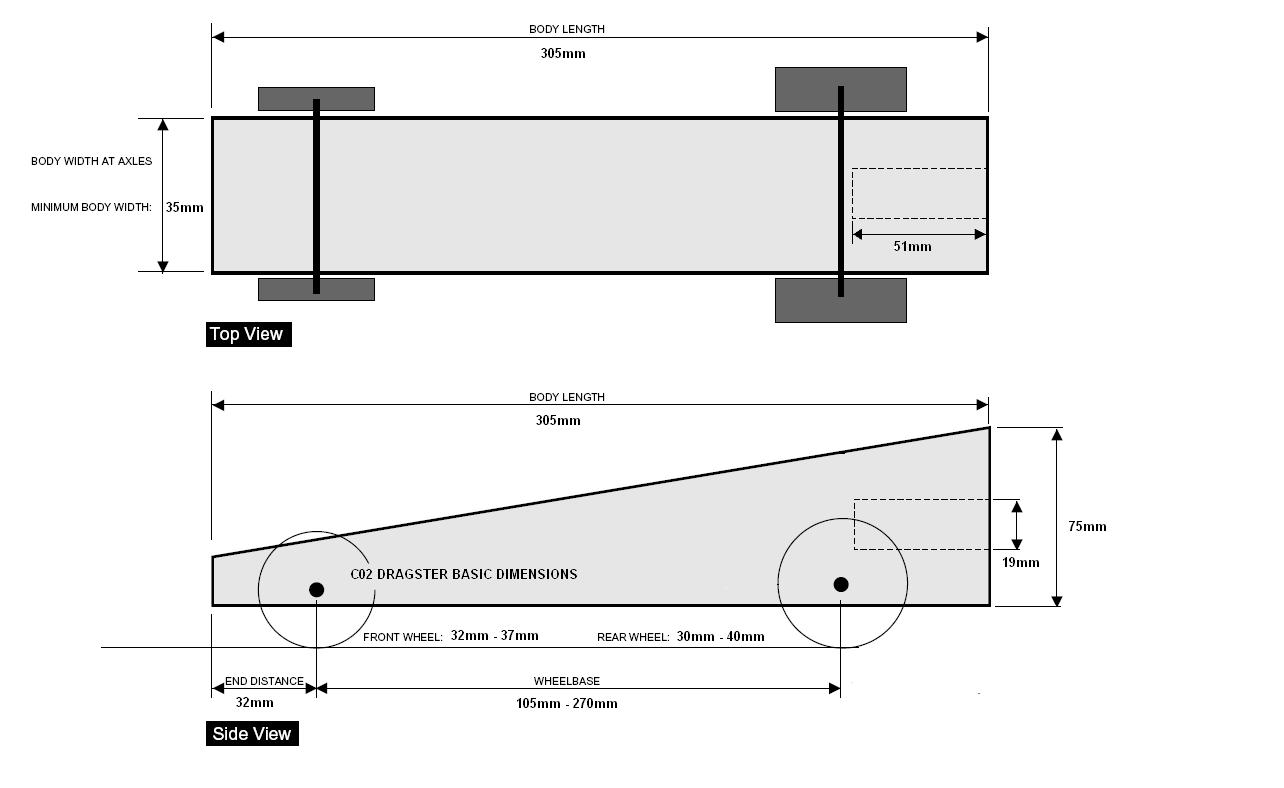 BODY LENGTH
305mm
BODY WIDTH AT AXLES
MINIMUM BODY WIDTH: 35mm
51mm
Top View
BODY LENGTH
305mm
75mm
19mm
C02 DRAGSTER BASIC DIMENSIONS
FRONT WHEEL: 32mm - 37mm REAR WHEEL: 30mm - 40mm
END DISTANCE WHEELBASE
32mm 105mm - 270mm
Side View